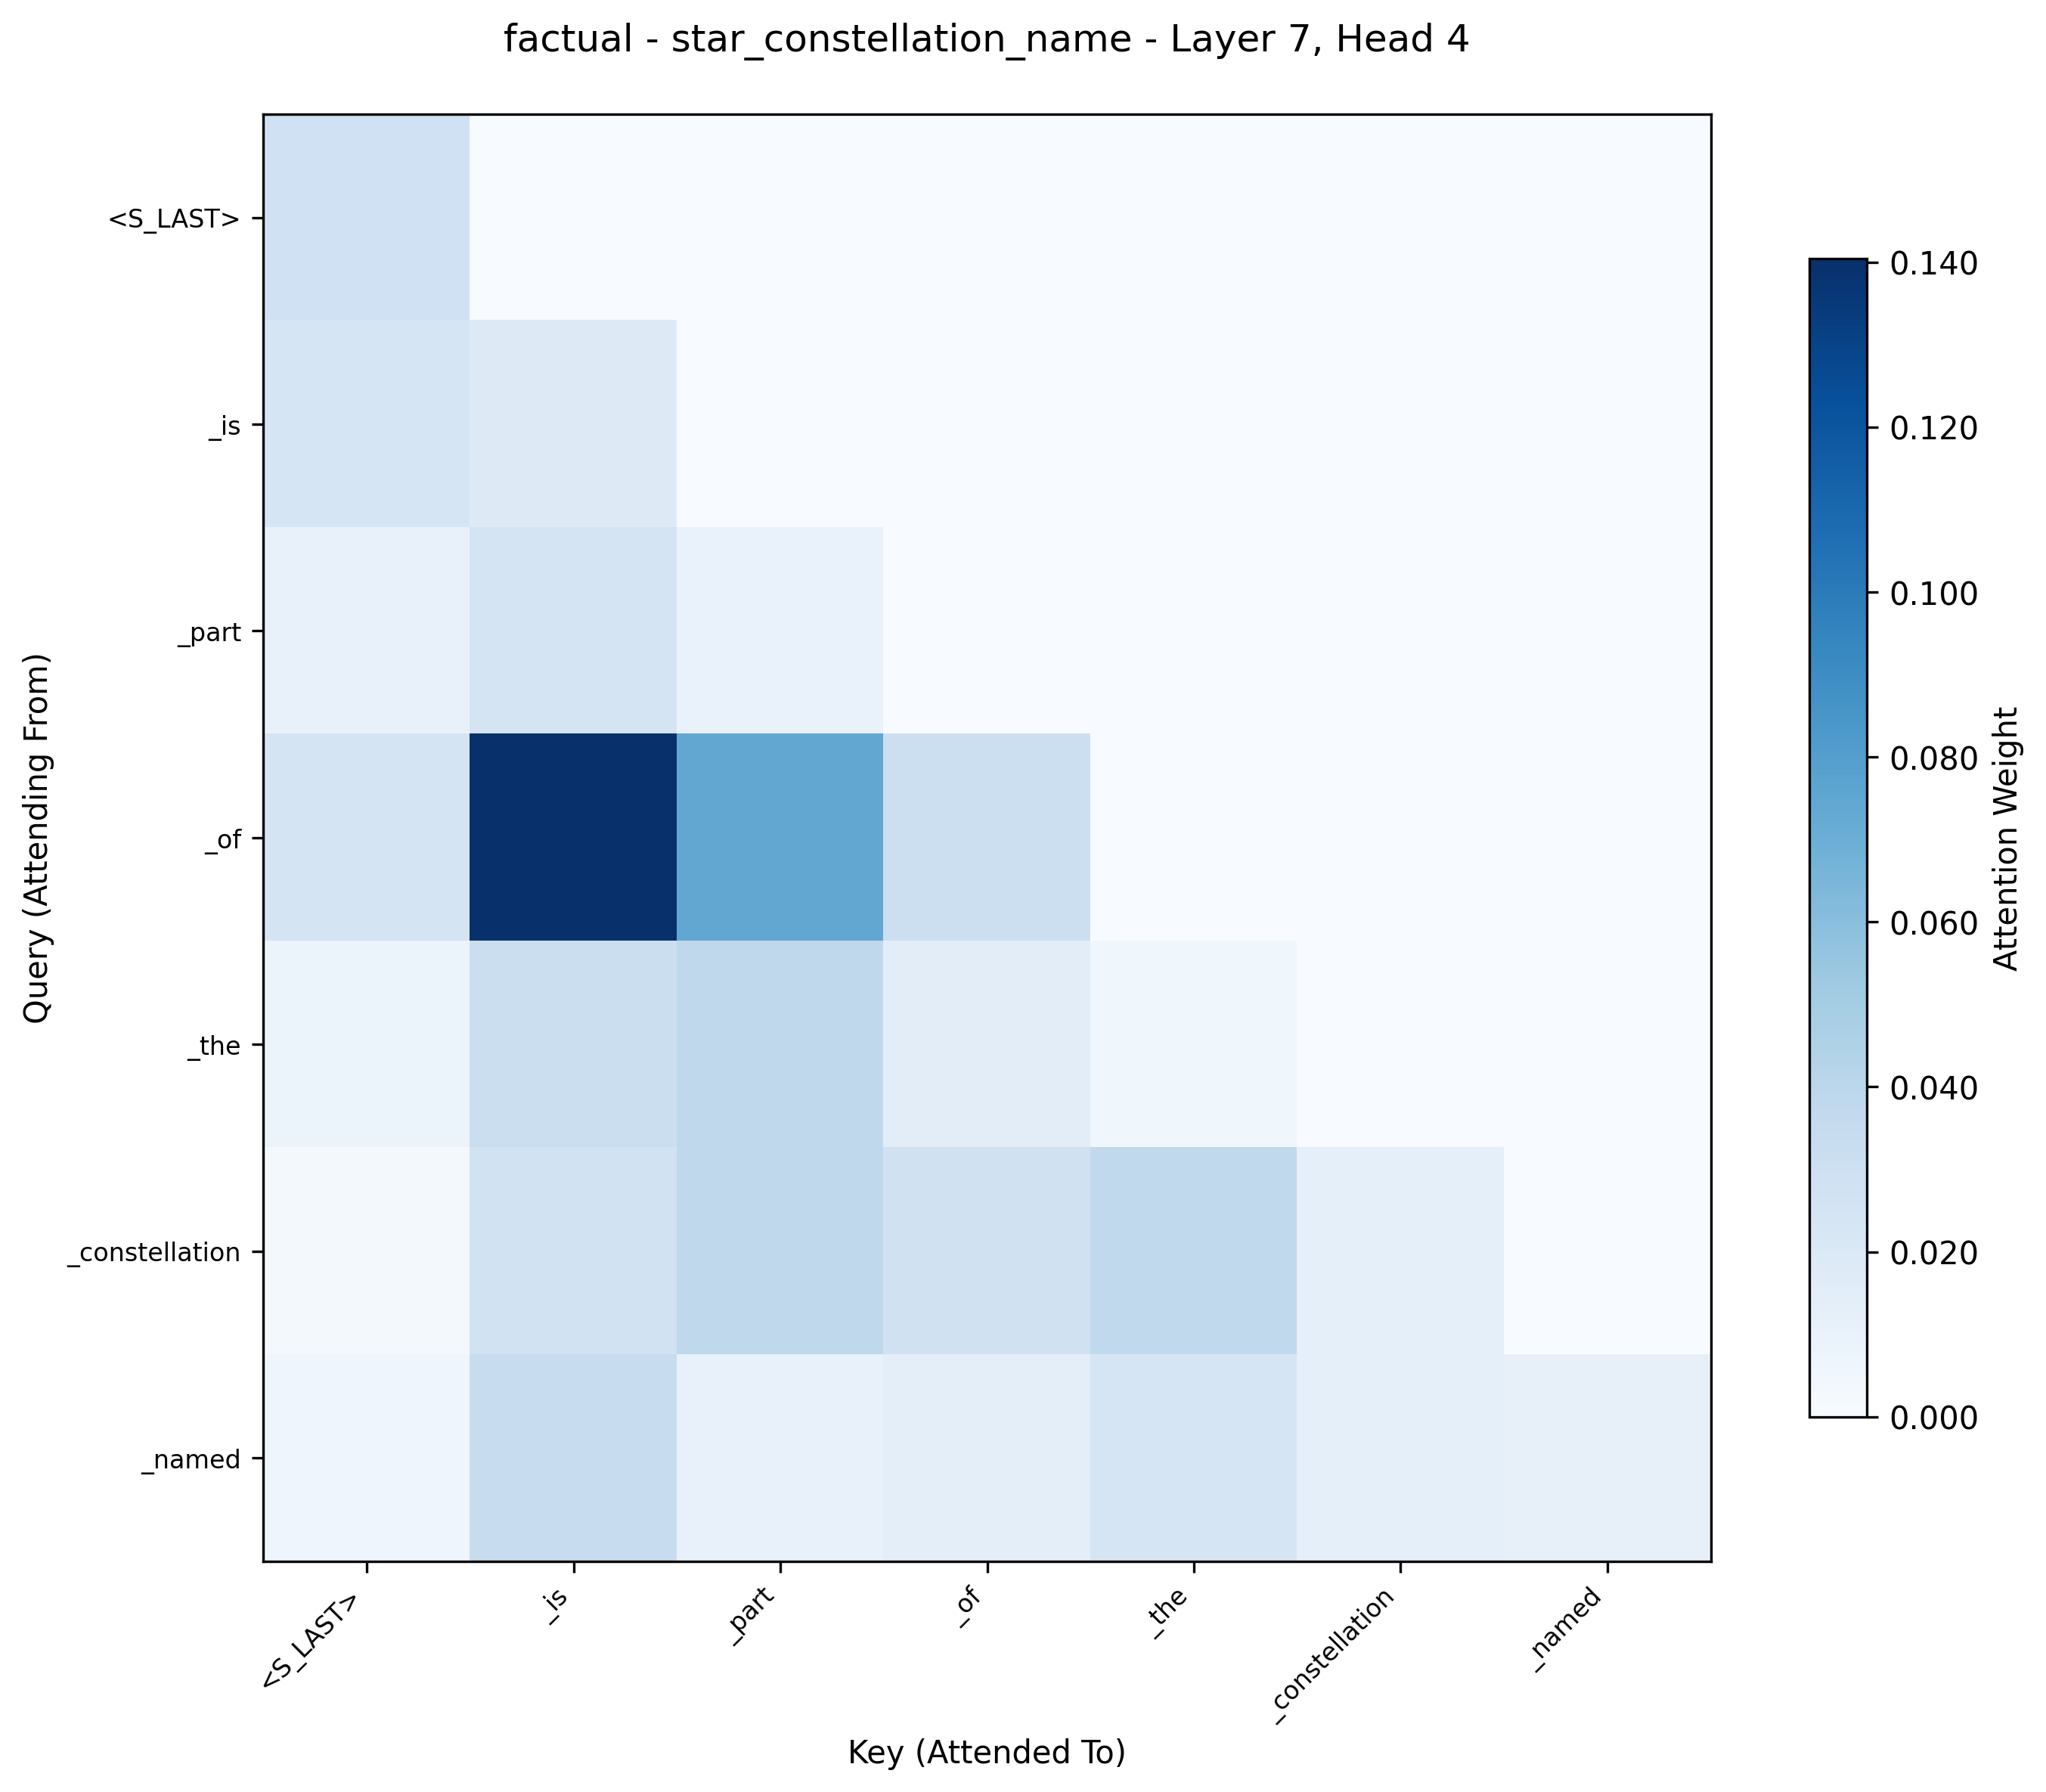 factual - star_constellation_name - Layer 7, Head 4
Query (Attending From)
<S_LAST>
_is
_part
_of
_the
_constellation
_named
<S_LAST>
_is
_part
_of
_the
_constellation
_named
Key (Attended To)
0.140
0.120
0.100
0.080
0.060
0.040
0.020
0.000
Attention Weight